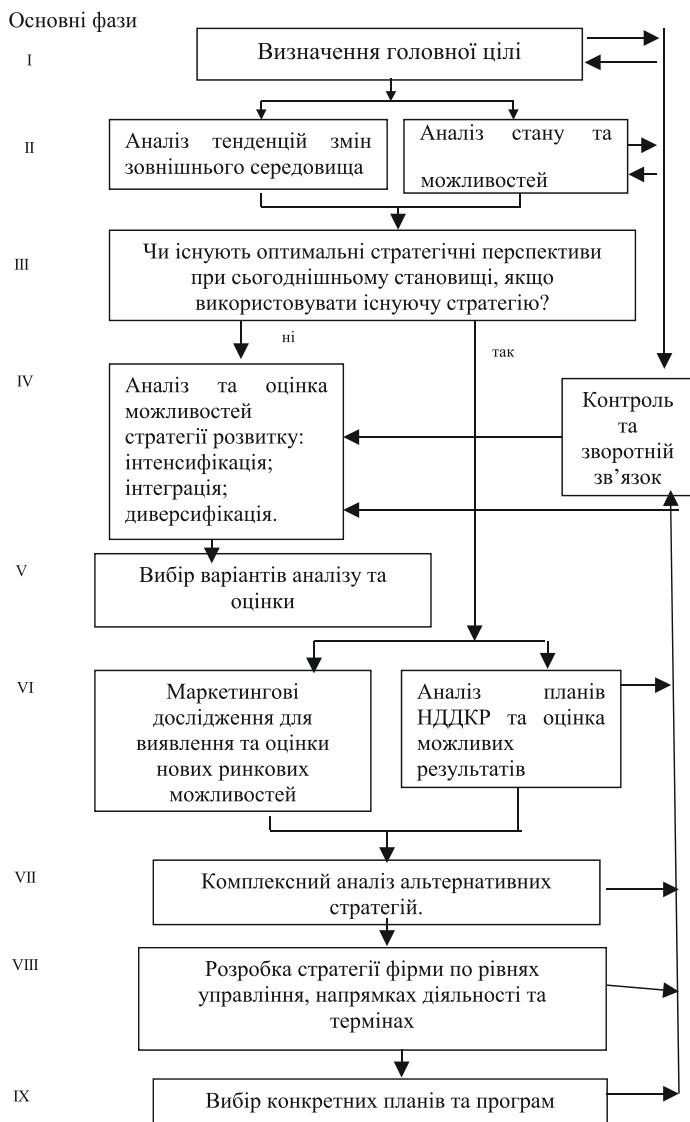 Основні фази
I
Визначення головної цілі
II
Аналіз тенденцій змін
зовнішнього середовища
Аналіз стану та
можливостей
III
Чи існують оптимальні стратегічні перспективи
при сьогоднішньому становищі, якщо
використовувати існуючу стратегію?
ні
так
IV
Аналіз та оцінка
можливостей
стратегії розвитку:
інтенсифікація;
інтеграція;
диверсифікація.
Контроль
та
зворотній
зв’язок
V
Вибір варіантів аналізу та
оцінки
VI
Маркетингові
дослідження для
виявлення та оцінки
нових ринкових
можливостей
Аналіз планів
НДДКР та оцінка
можливих
результатів
VII
Комплексний аналіз альтернативних
стратегій.
VIII
Розробка стратегії фірми по рівнях
управління, напрямках діяльності та
термінах
IX
Вибір конкретних планів та програм